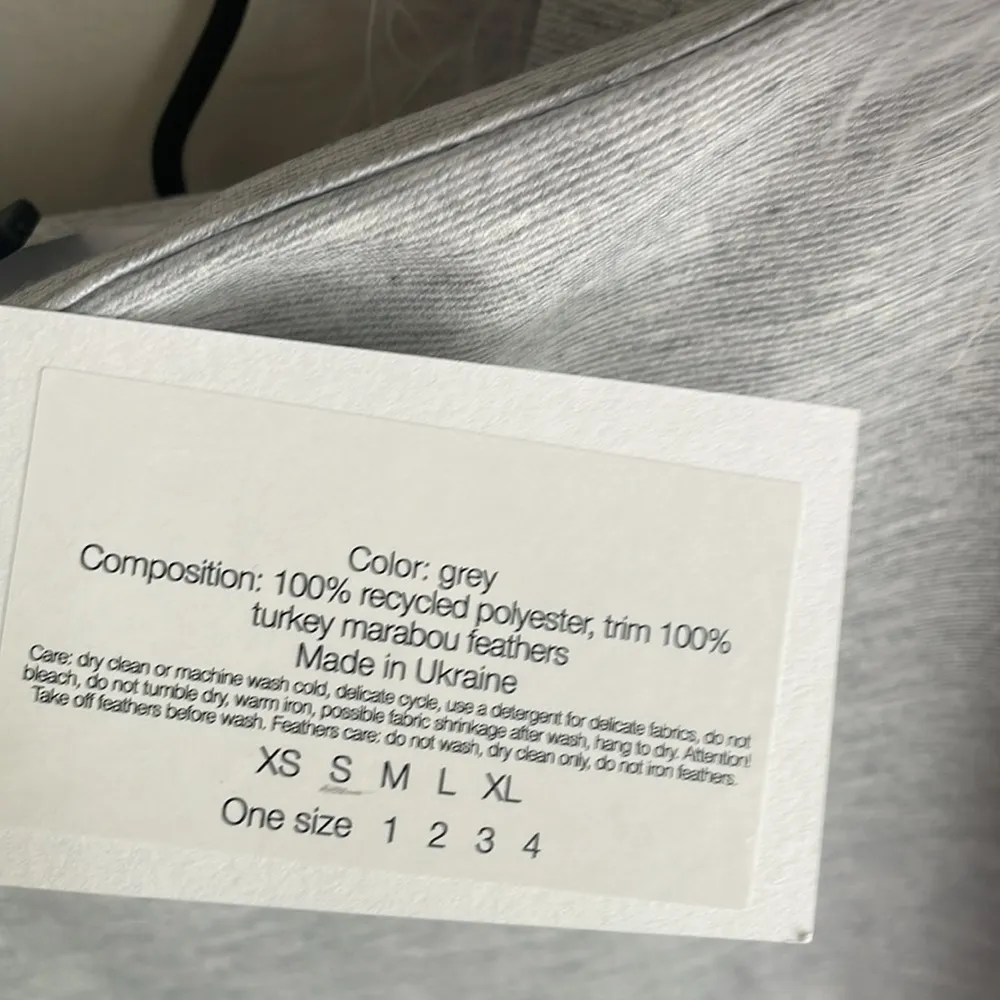 Color: grey
Composition: 100% recycled polyester, trim 100%
turkey marabou feathers
Made in Ukraine
Care: dry clean or machine wash cold, delicate cycle, use a detergent for delicate fabrics, do not
bleach, do not tumble dry, warm iron, possible fabric shrinkage after wash, hang to dry. Attention!
Take off feathers before wash. Feathers care: do not wash, dry clean only, do not iron feathers.
XS S M L XL
One size 1 2 3 4